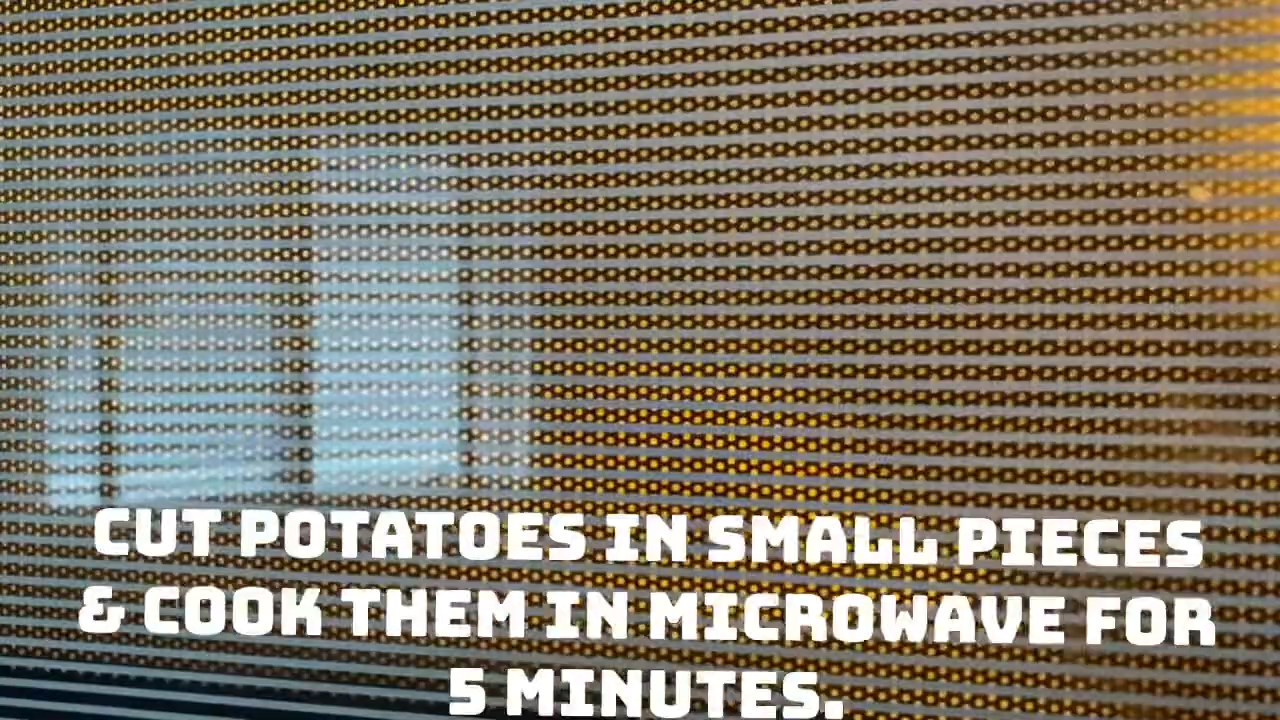 CUT POTATOES IN SMALL PIECES
& COOK THEM IN MICROWAVE FOR
5 MINUTES.